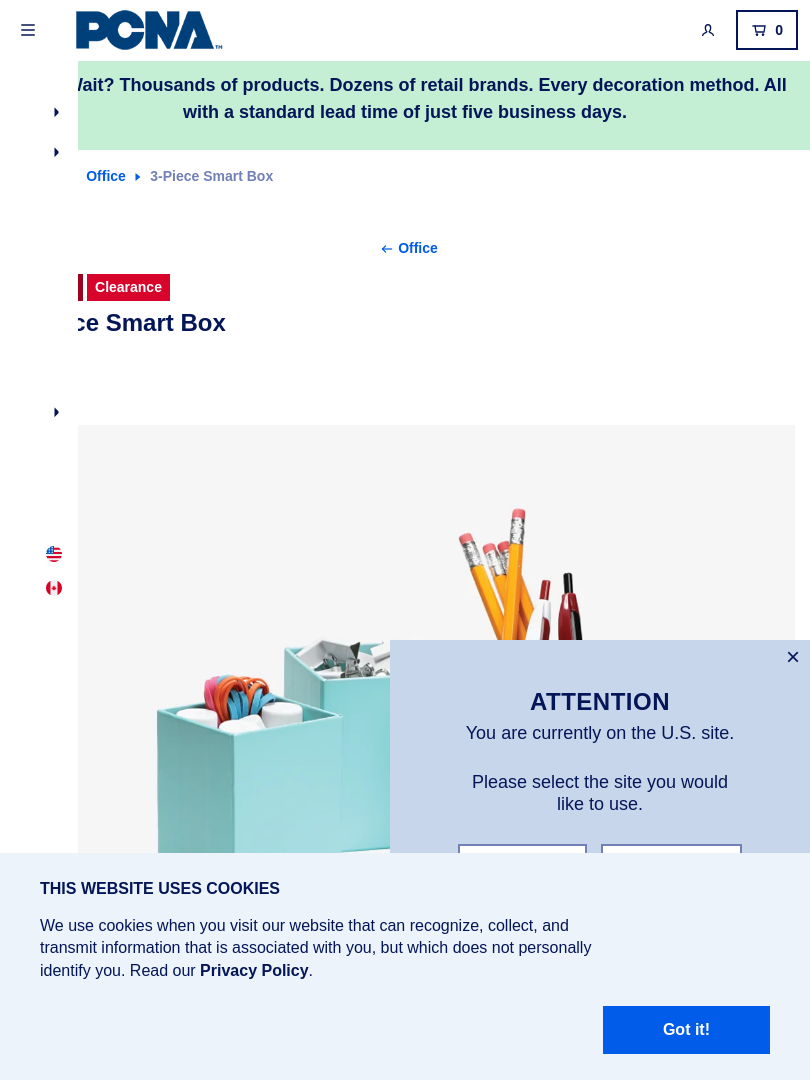 PCNA™
0
Wait? Thousands of products. Dozens of retail brands. Every decoration method. All
with a standard lead time of just five business days.
Office
3-Piece Smart Box
Office
Clearance
Smart Box
ATTENTION
You are currently on the U.S. site.
Please select the site you would
like to use.
THIS WEBSITE USES COOKIES
We use cookies when you visit our website that can recognize, collect, and
transmit information that is associated with you, but which does not personally
identify you. Read our Privacy Policy.
Got it!